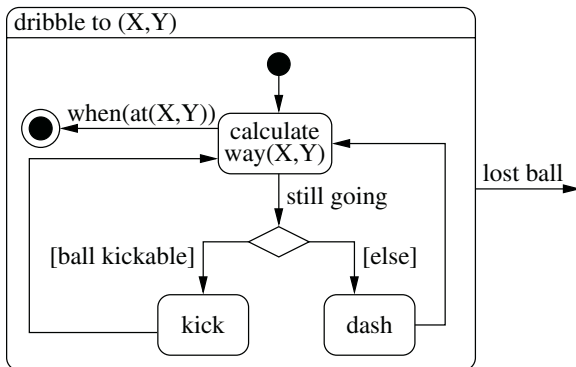 dribble to (X,Y)
when(at(X,Y))
calculate
way(X,Y)
lost ball
still going
[ball kickable]
[else]
kick
dash